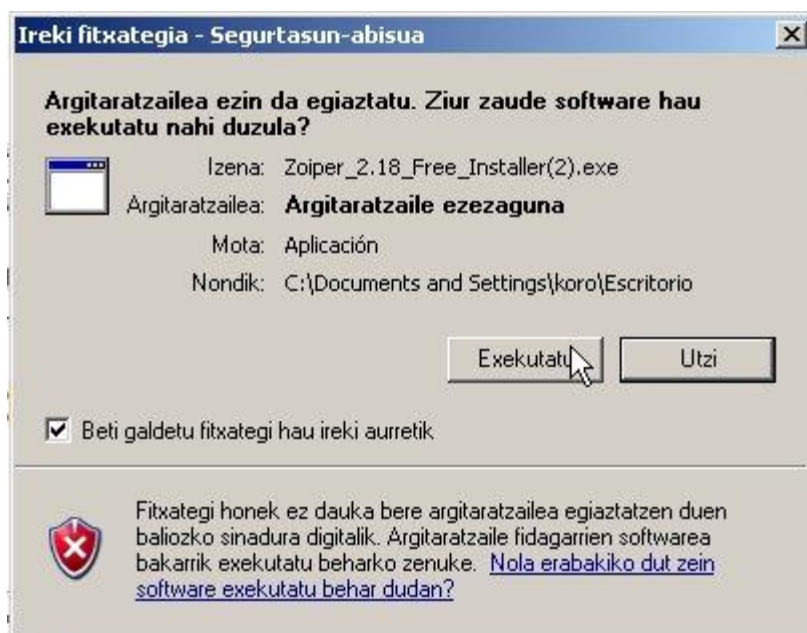 Ireki fitxategia - Segurtasun-abisua
Argitaratzailea ezin da egiaztatu. Ziur zaude software hau
exekutatu nahi duzula?
Izena: Zoiper_2.18_Free_Installer(2).exe
Argitaratzailea: Argitaratzaile ezezaguna
Mota: Aplicación
Nondik: C:\Documents and Settings\koro\Escritorio
Exekutatu Utzi
Beti galdetu fitxategi hau ireki aurretik
Fitxategi honek ez dauka bere argitaratzailea egiaztatzen duen
baliozko sinadura digitalik. Argitaratzaile fidagarrien softwarea
bakarrik exekutatu beharko zenuke. Nola erabakiko dut zein
software exekutatu behar dudan?